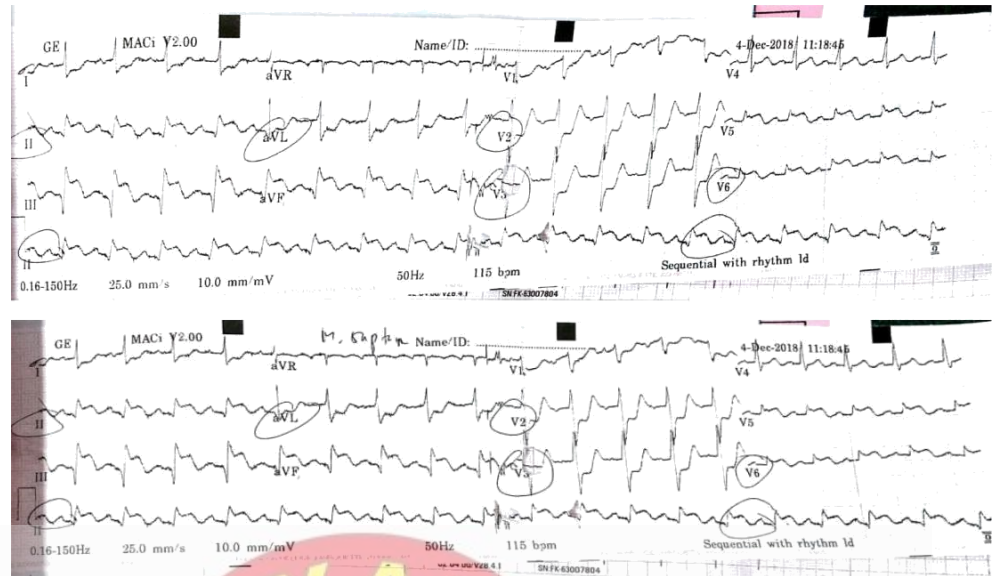 GE MACi V2.00 Name/ID: 4-Dec-2018 11:18:45
I aVR V1 V4
II aVL V2 V5
III aVF V3 V6
II
0.16-150Hz 25.0 mm/s 10.0 mm/mV 50Hz 115 bpm Sequential with rhythm ld
SN:FK-63007804
GE MACi V2.00 Name/ID: 4-Dec-2018 11:18:45
I aVR V1 V4
II aVL V2 V5
III aVF V3 V6
II
0.16-150Hz 25.0 mm/s 10.0 mm/mV 50Hz 115 bpm Sequential with rhythm ld
SN:FK-63007804